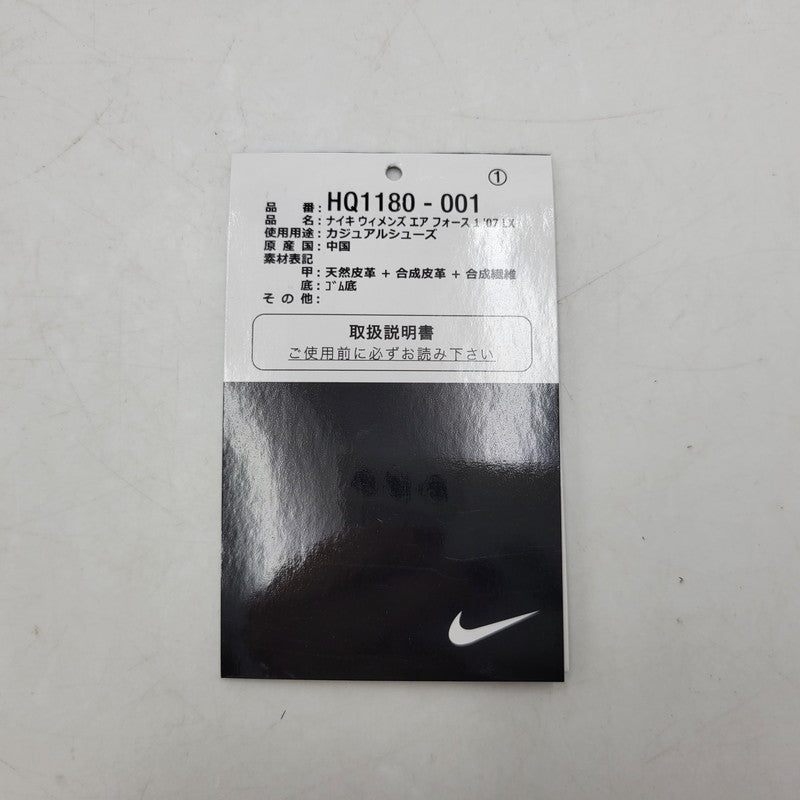 ①
品 番: HQ1180 - 001
品 名: ナイキ ウィメンズ エア フォース 1 '07 LX
使用用途: カジュアルシューズ
原 産 国: 中国
素材表記
甲: 天然皮革 + 合成皮革 + 合成繊維
底: ｺﾞﾑ底
そ の 他:
取扱説明書
ご使用前に必ずお読み下さい